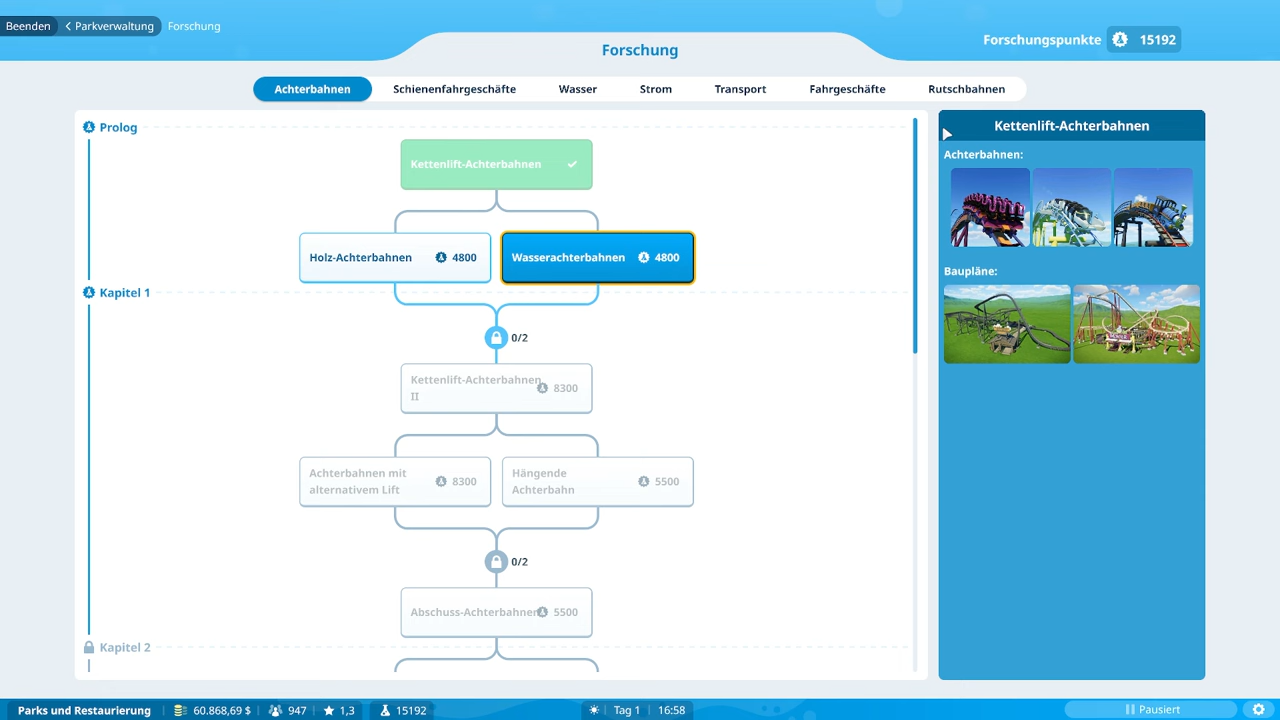 Beenden
Parkverwaltung
Forschung
Forschung
Forschungspunkte 15192
Achterbahnen
Schienenfahrgeschäfte
Wasser
Strom
Transport
Fahrgeschäfte
Rutschbahnen
Prolog
Kettenlift-Achterbahnen
Holz-Achterbahnen 4800
Wasserachterbahnen 4800
Kapitel 1
0/2
Kettenlift-Achterbahnen
II
8300
Achterbahnen mit
alternativem Lift
8300
Hängende
Achterbahn
5500
0/2
Abschuss-Achterbahnen 5500
Kapitel 2
Kettenlift-Achterbahnen
Achterbahnen:
Baupläne:
Parks und Restaurierung
60.868,69 $
947
1,3
15192
Tag 1
16:58
Pausiert